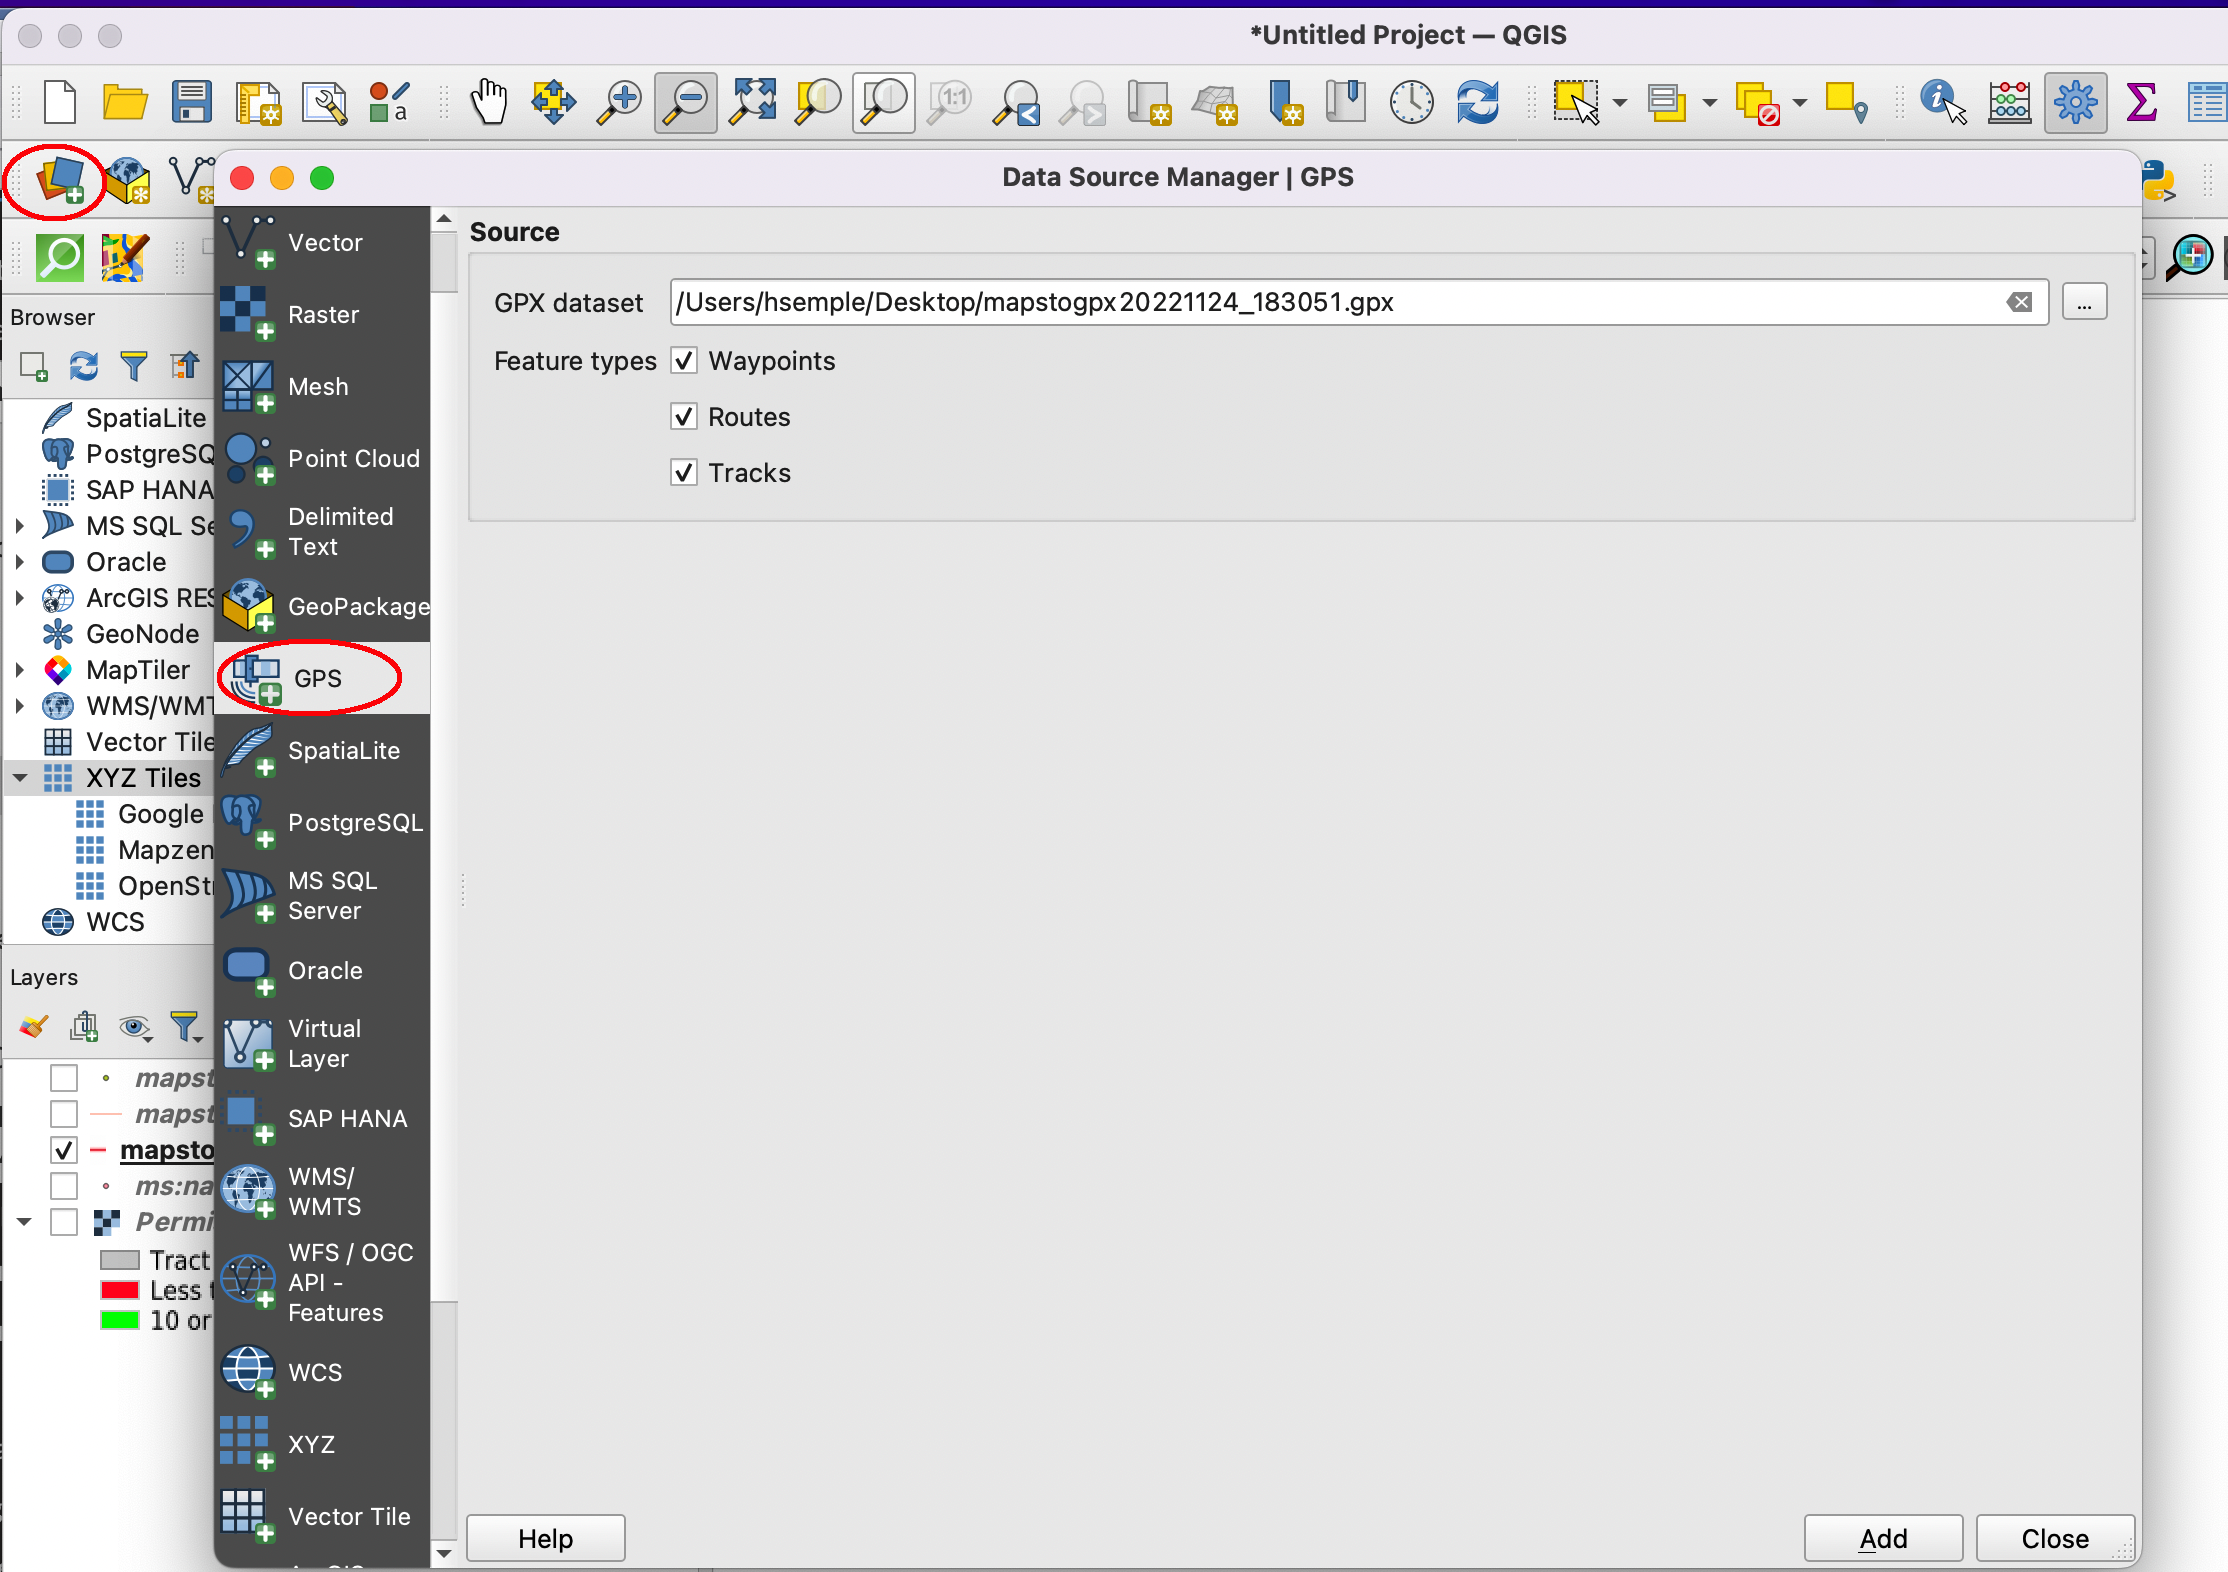 *Untitled Project — QGIS
a
1:1
Data Source Manager | GPS
Vector
Raster
Mesh
Point Cloud
Delimited
Text
GeoPackage
GPS
SpatiaLite
PostgreSQL
MS SQL
Server
Oracle
Virtual
Layer
SAP HANA
WMS/
WMTS
WFS / OGC
API -
Features
WCS
XYZ
Vector Tile
Source
GPX dataset
/Users/hsemple/Desktop/mapstogpx20221124_183051.gpx
...
Feature types
Waypoints
Routes
Tracks
Help
Add
Close
Browser
SpatiaLite
PostgreSQ
SAP HANA
MS SQL Se
Oracle
ArcGIS RES
GeoNode
MapTiler
WMS/WMT
Vector Tile
XYZ Tiles
Google
Mapzen
OpenStr
WCS
Layers
mapst
mapst
mapsto
ms:na
Permi
Tract
Less t
10 or